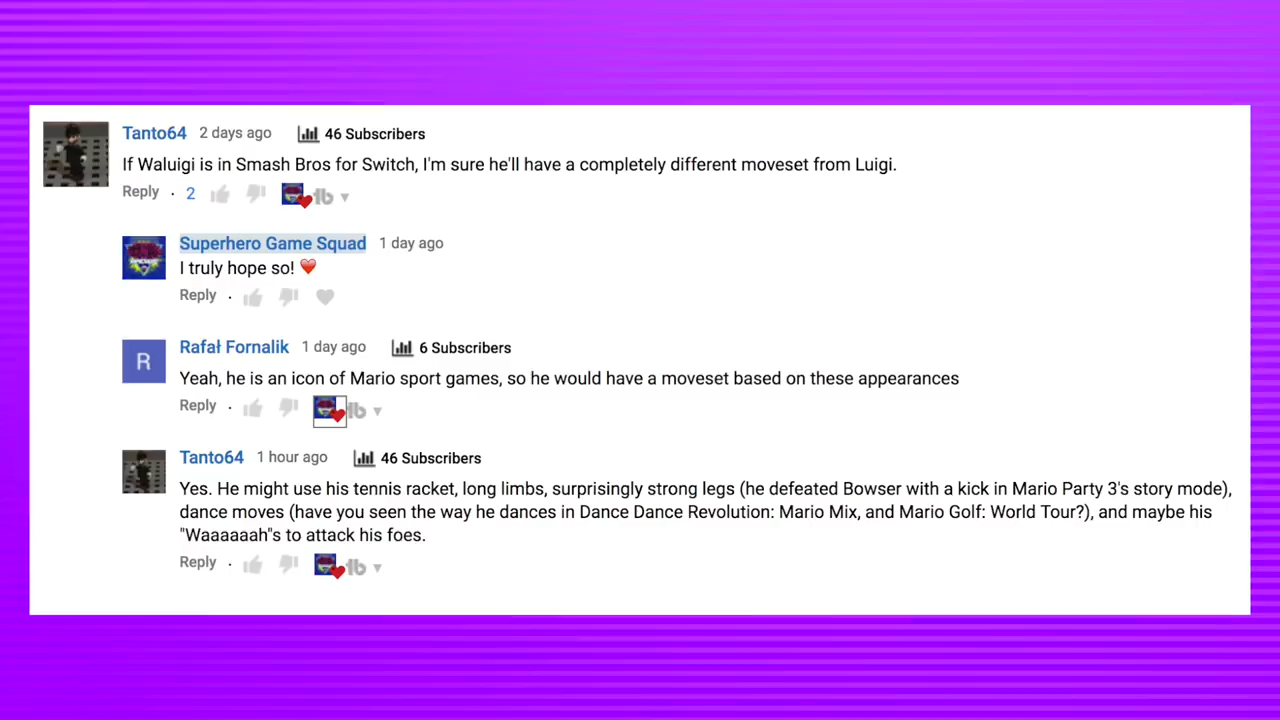 Tanto64 2 days ago 46 Subscribers
If Waluigi is in Smash Bros for Switch, I'm sure he'll have a completely different moveset from Luigi.
Reply · 2
Superhero Game Squad 1 day ago
I truly hope so! ❤️
Reply ·
R
Rafał Fornalik 1 day ago 6 Subscribers
Yeah, he is an icon of Mario sport games, so he would have a moveset based on these appearances
Reply ·
Tanto64 1 hour ago 46 Subscribers
Yes. He might use his tennis racket, long limbs, surprisingly strong legs (he defeated Bowser with a kick in Mario Party 3's story mode),
dance moves (have you seen the way he dances in Dance Dance Revolution: Mario Mix, and Mario Golf: World Tour?), and maybe his
"Waaaaaah"s to attack his foes.
Reply ·